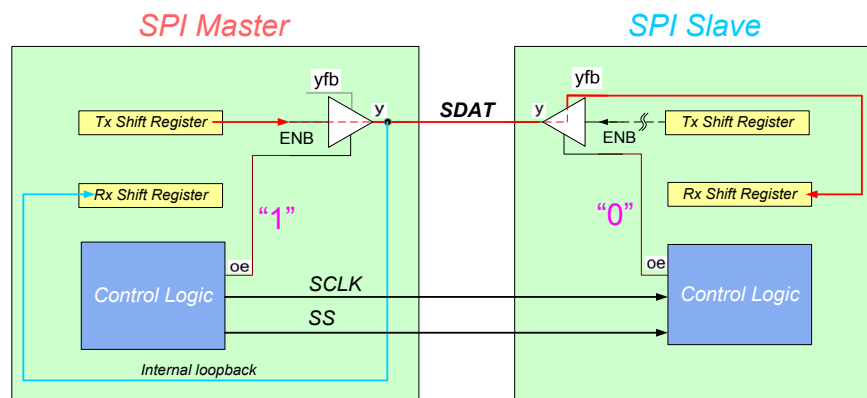 SPI Master
SPI Slave
yfb
y
SDAT
y
yfb
Tx Shift Register
ENB
ENB
Tx Shift Register
Rx Shift Register
Rx Shift Register
“1”
“0”
oe
oe
Control Logic
SCLK
Control Logic
SS
Internal loopback